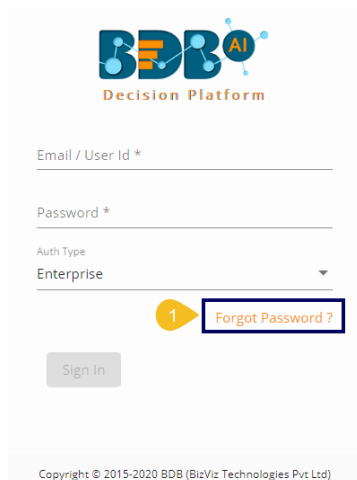 BDB AI
Decision Platform
Email / User Id *
Password *
Auth Type
Enterprise
1
Forgot Password ?
Sign In
Copyright © 2015-2020 BDB (BizViz Technologies Pvt Ltd)